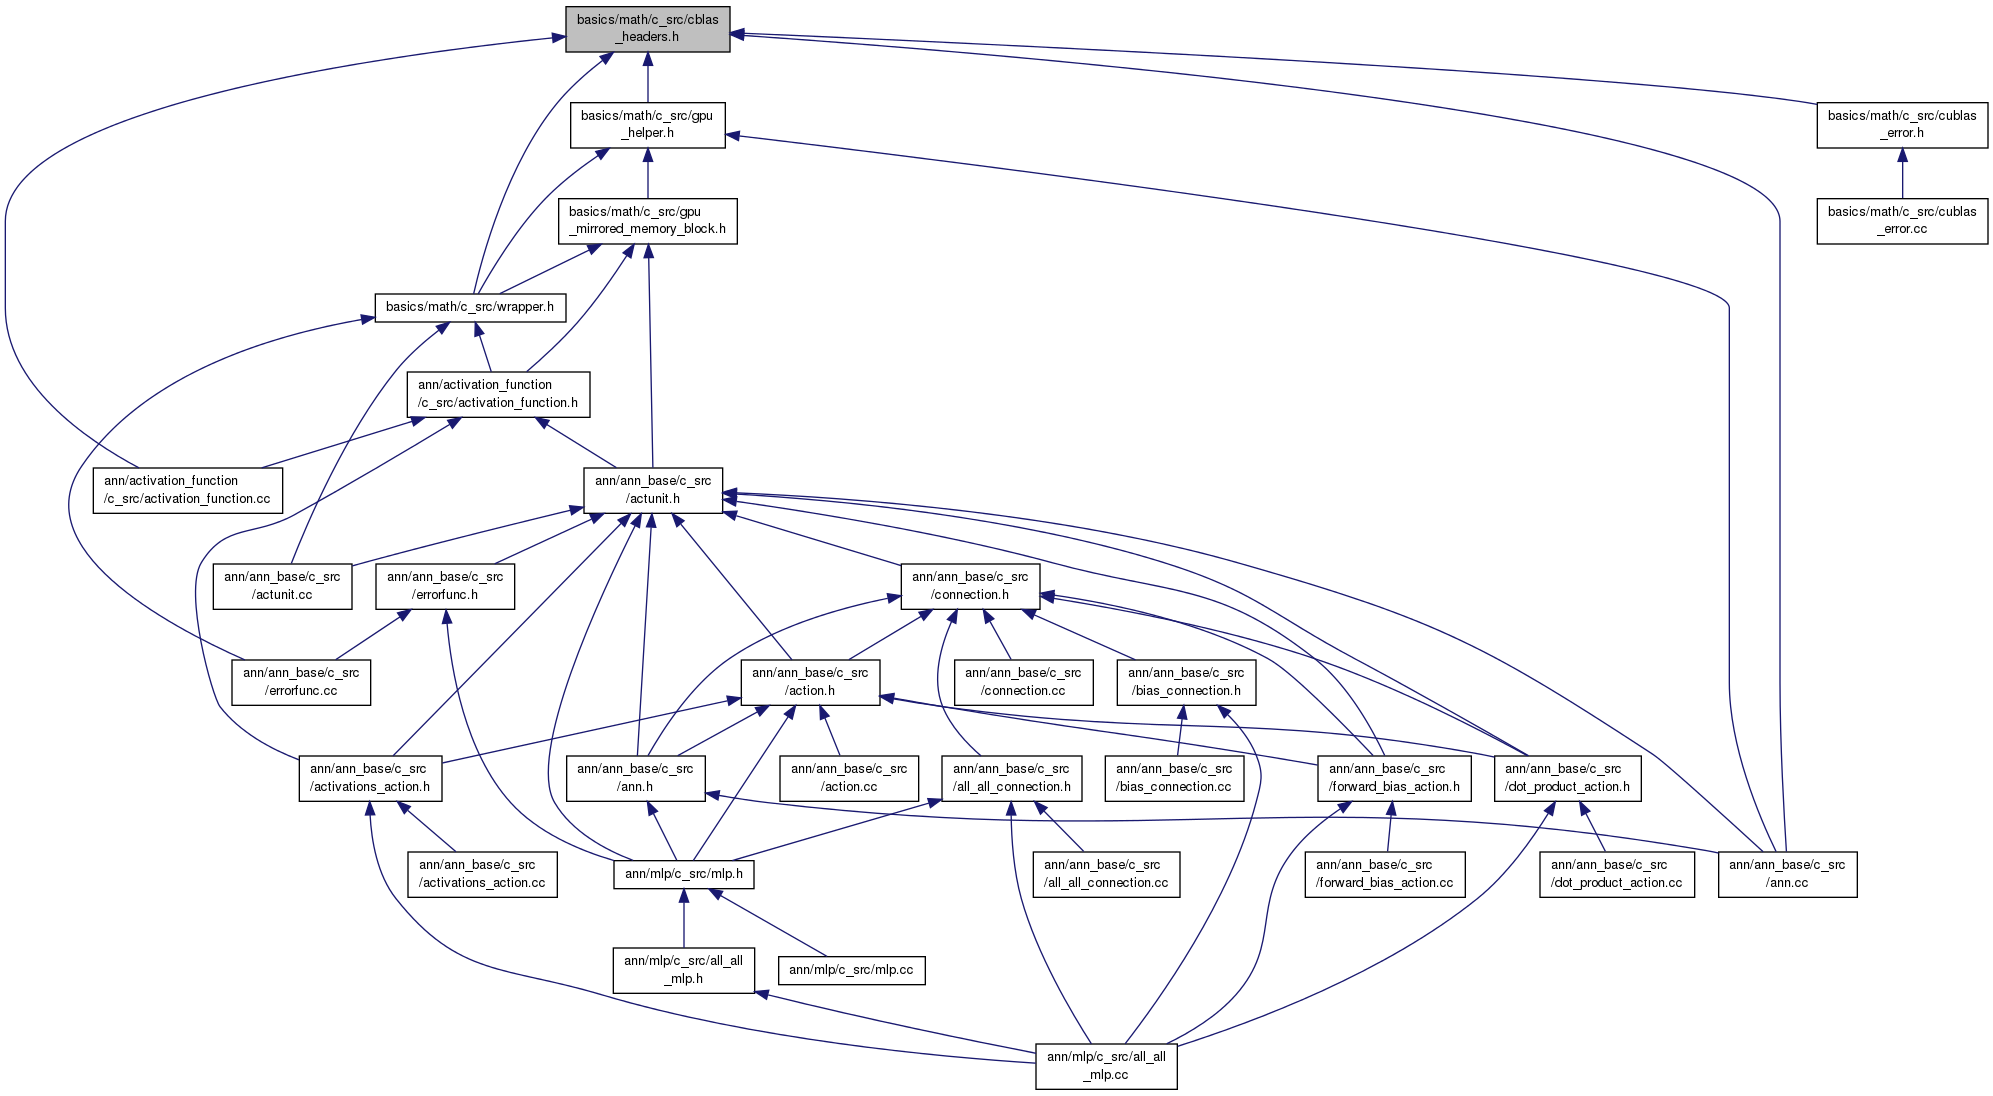 basics/math/c_src/cblas
_headers.h
basics/math/c_src/gpu
_helper.h
basics/math/c_src/cublas
_error.h
basics/math/c_src/gpu
_mirrored_memory_block.h
basics/math/c_src/cublas
_error.cc
basics/math/c_src/wrapper.h
ann/activation_function
/c_src/activation_function.h
ann/activation_function
/c_src/activation_function.cc
ann/ann_base/c_src
/actunit.h
ann/ann_base/c_src
/actunit.cc
ann/ann_base/c_src
/errorfunc.h
ann/ann_base/c_src
/connection.h
ann/ann_base/c_src
/errorfunc.cc
ann/ann_base/c_src
/action.h
ann/ann_base/c_src
/connection.cc
ann/ann_base/c_src
/bias_connection.h
ann/ann_base/c_src
/activations_action.h
ann/ann_base/c_src
/ann.h
ann/ann_base/c_src
/action.cc
ann/ann_base/c_src
/all_all_connection.h
ann/ann_base/c_src
/bias_connection.cc
ann/ann_base/c_src
/forward_bias_action.h
ann/ann_base/c_src
/dot_product_action.h
ann/ann_base/c_src
/activations_action.cc
ann/mlp/c_src/mlp.h
ann/ann_base/c_src
/all_all_connection.cc
ann/ann_base/c_src
/forward_bias_action.cc
ann/ann_base/c_src
/dot_product_action.cc
ann/ann_base/c_src
/ann.cc
ann/mlp/c_src/all_all
_mlp.h
ann/mlp/c_src/mlp.cc
ann/mlp/c_src/all_all
_mlp.cc